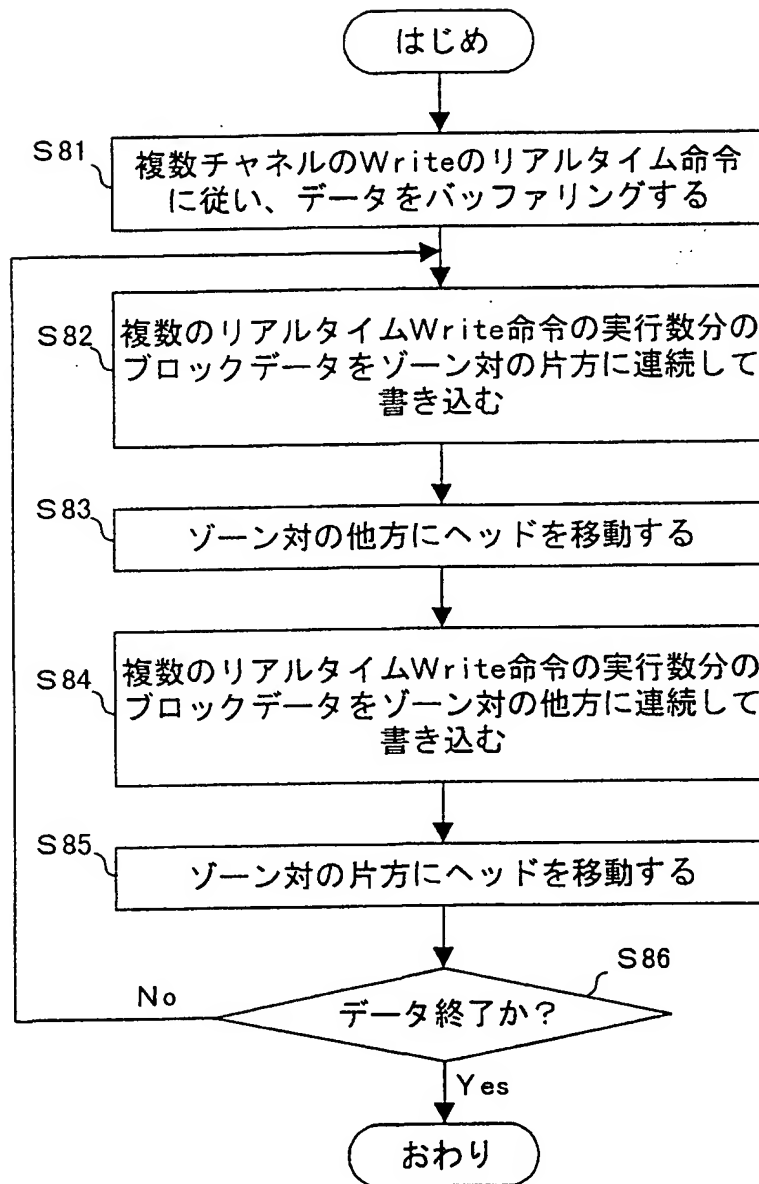 はじめ
S81
複数チャネルのWriteのリアルタイム命令
に従い、データをバッファリングする
S82
複数のリアルタイムWrite命令の実行数分の
ブロックデータをゾーン対の片方に連続して
書き込む
S83
ゾーン対の他方にヘッドを移動する
S84
複数のリアルタイムWrite命令の実行数分の
ブロックデータをゾーン対の他方に連続して
書き込む
S85
ゾーン対の片方にヘッドを移動する
S86
No
データ終了か？
Yes
おわり